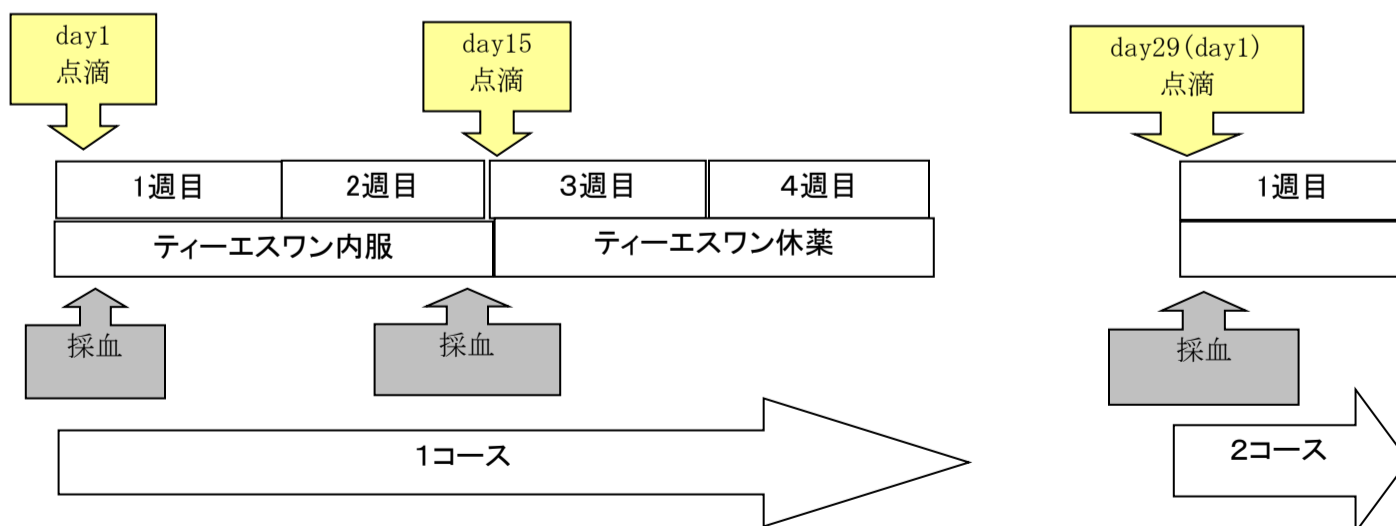 day1
点滴
day15
点滴
day29(day1)
点滴
1週目
2週目
3週目
4週目
1週目
ティーエスワン内服
ティーエスワン休薬
採血
採血
採血
1コース
2コース